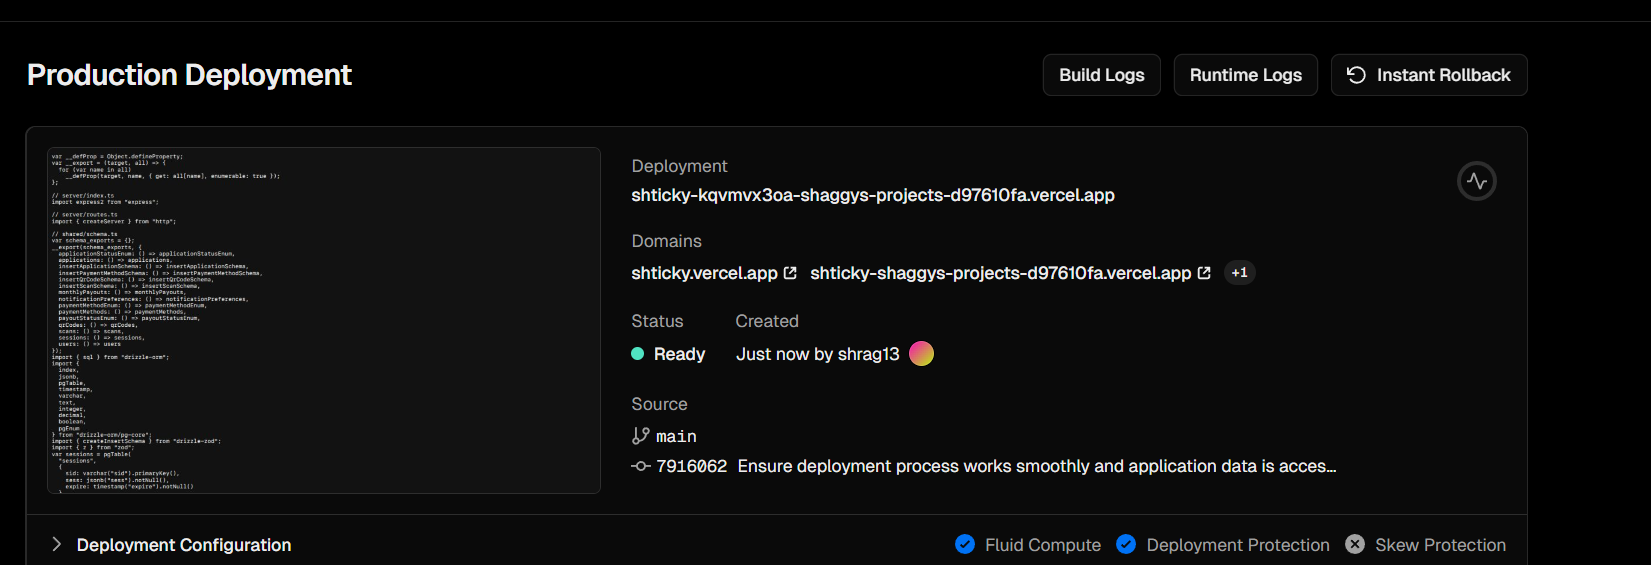 Production Deployment
Build Logs
Runtime Logs
Instant Rollback
var __defProp = Object.defineProperty;
var __export = (target, all) => {
for (var name in all)
__defProp(target, name, { get: all[name], enumerable: true });
};
// server/index.ts
import express2 from "express";
// server/routes.ts
import { createServer } from "http";
// shared/schema.ts
var schema_exports = {};
__export(schema_exports, {
applicationStatusEnum: () => applicationStatusEnum,
applications: () => applications,
insertApplicationSchema: () => insertApplicationSchema,
insertPaymentMethodSchema: () => insertPaymentMethodSchema,
insertQrCodeSchema: () => insertQrCodeSchema,
insertScanSchema: () => insertScanSchema,
monthlyPayouts: () => monthlyPayouts,
notificationPreferences: () => notificationPreferences,
paymentMethodEnum: () => paymentMethodEnum,
paymentMethods: () => paymentMethods,
payoutStatusEnum: () => payoutStatusEnum,
qrCodes: () => qrCodes,
scans: () => scans,
sessions: () => sessions,
users: () => users
});
import { sql } from "drizzle-orm";
import {
index,
jsonb,
pgTable,
timestamp,
varchar,
text,
integer,
decimal,
boolean,
pgEnum
} from "drizzle-orm/pg-core";
import { createInsertSchema } from "drizzle-zod";
import { z } from "zod";
var sessions = pgTable(
"sessions",
{
sid: varchar("sid").primaryKey(),
sess: jsonb("sess").notNull(),
expire: timestamp("expire").notNull()
Deployment
shticky-kqvmvx3oa-shaggys-projects-d97610fa.vercel.app
Domains
shticky.vercel.app shticky-shaggys-projects-d97610fa.vercel.app +1
Status Created
Ready Just now by shrag13
Source
main
7916062 Ensure deployment process works smoothly and application data is acces...
Deployment Configuration
Fluid Compute
Deployment Protection
Skew Protection